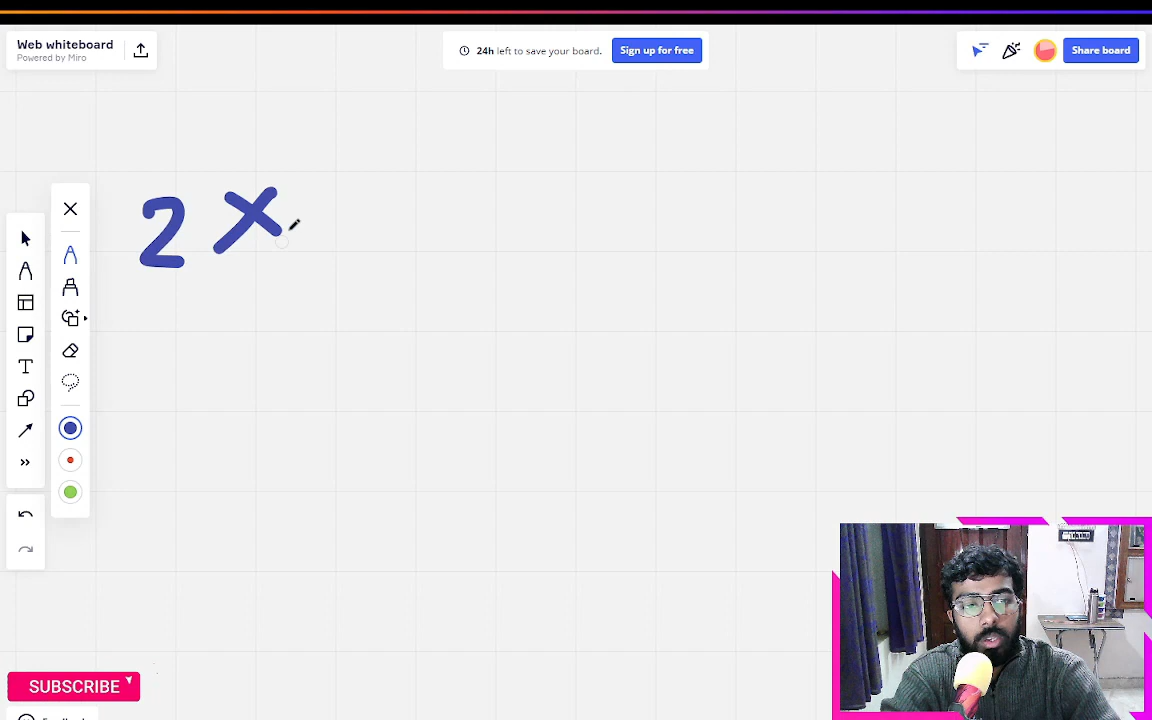 Web whiteboard
Powered by Miro
24h left to save your board.
Sign up for free
Share board
2 x
T
SUBSCRIBE